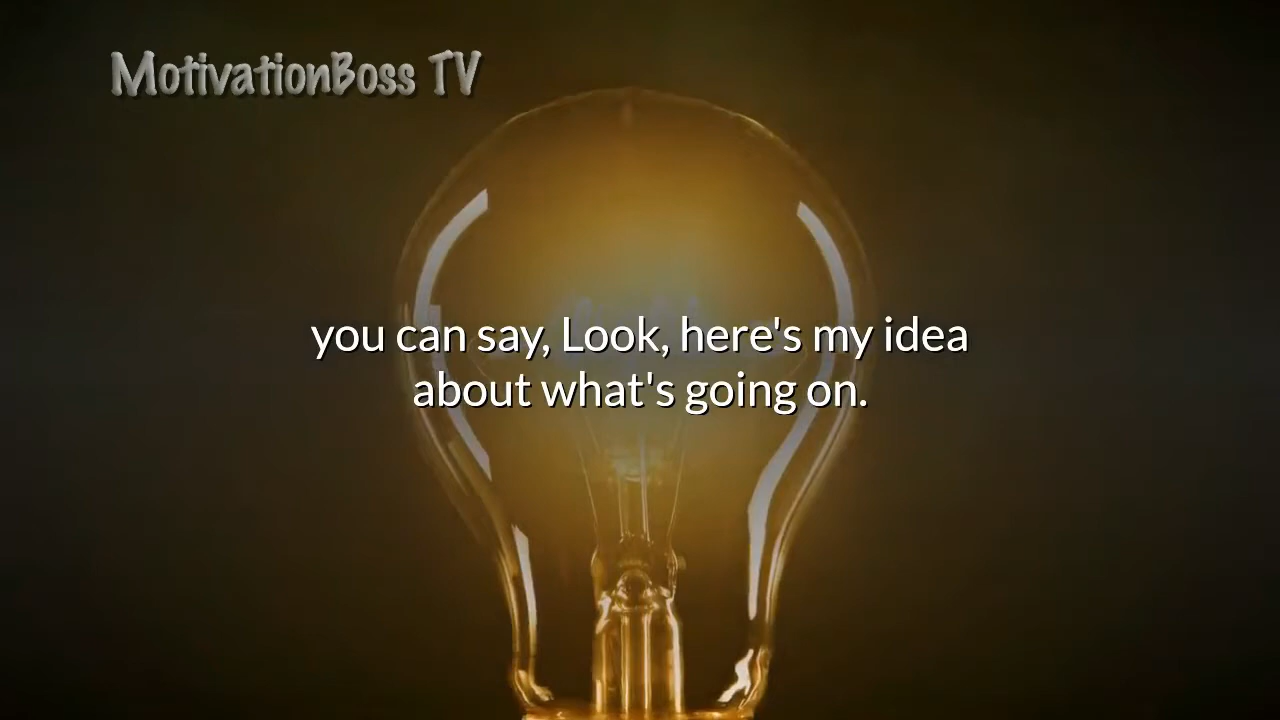 MotivationBoss TV
you can say, Look, here's my idea
about what's going on.